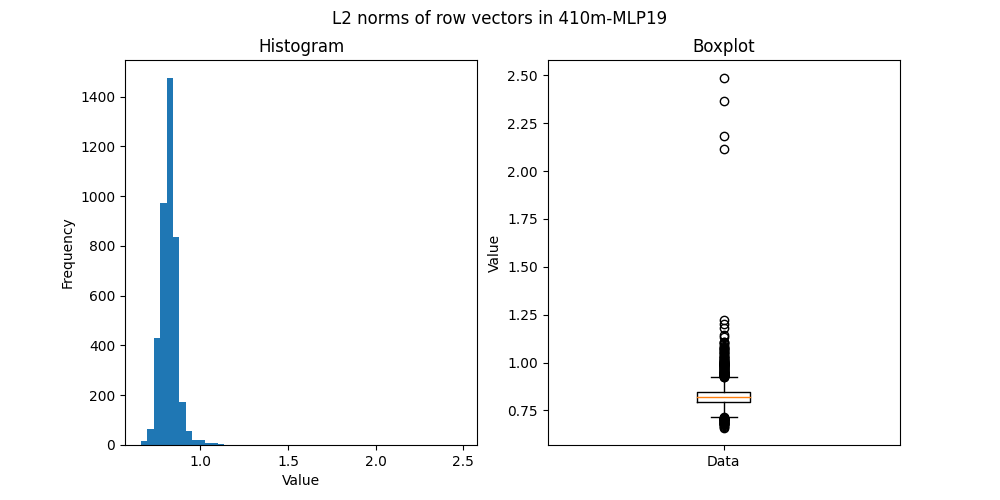 L2 norms of row vectors in 410m-MLP19
Histogram
Frequency
1400
1200
1000
800
600
400
200
0
1.0 1.5 2.0 2.5
Value
Boxplot
Value
2.50
2.25
2.00
1.75
1.50
1.25
1.00
0.75
Data